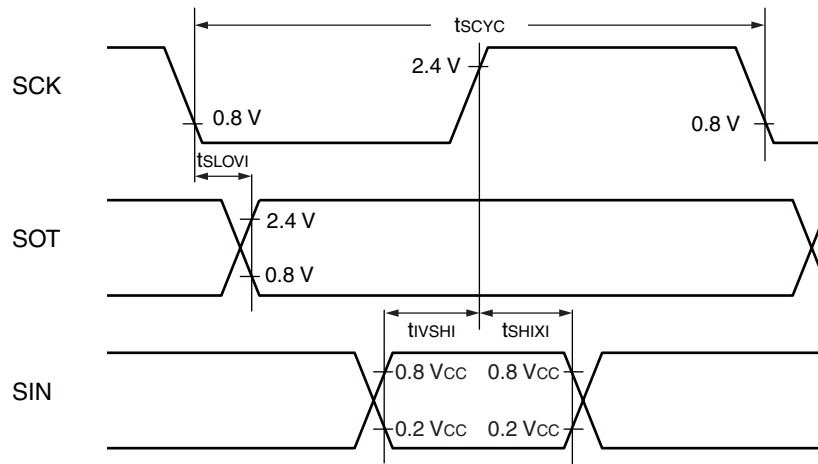 tSCYC
SCK
2.4 V
0.8 V
0.8 V
tSLOVI
SOT
2.4 V
0.8 V
tIVSHI
tSHIXI
SIN
0.8 VCC
0.8 VCC
0.2 VCC
0.2 VCC